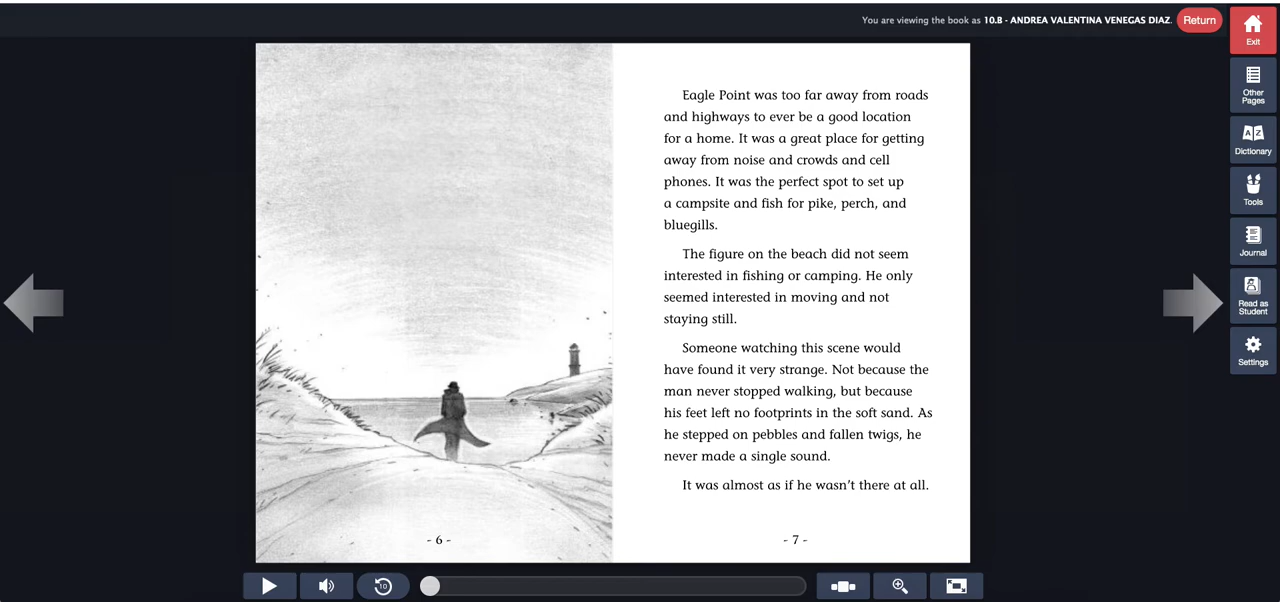 You are viewing the book as 10.B - ANDREA VALENTINA VENEGAS DIAZ.
Return
Exit
Other
Pages
Dictionary
Tools
Journal
Read as
Student
Settings
Eagle Point was too far away from roads
and highways to ever be a good location
for a home. It was a great place for getting
away from noise and crowds and cell
phones. It was the perfect spot to set up
a campsite and fish for pike, perch, and
bluegills.
The figure on the beach did not seem
interested in fishing or camping. He only
seemed interested in moving and not
staying still.
Someone watching this scene would
have found it very strange. Not because the
man never stopped walking, but because
his feet left no footprints in the soft sand. As
he stepped on pebbles and fallen twigs, he
never made a single sound.
It was almost as if he wasn't there at all.
- 6 -
- 7 -
10